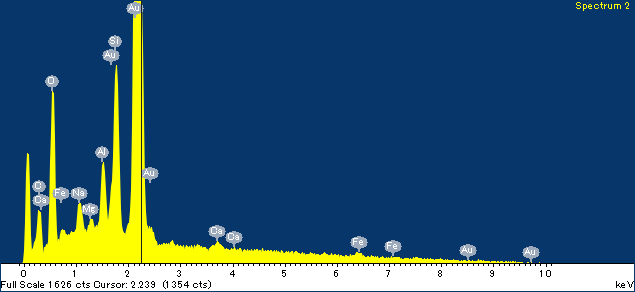 Spectrum 2
Au
Si
Au
O
Al
Au
C
Ca
Fe
Na
Mg
Ca
Ca
Fe
Fe
Au
Au
0 1 2 3 4 5 6 7 8 9 10
Full Scale 1626 cts Cursor: 2.239 (1354 cts) keV